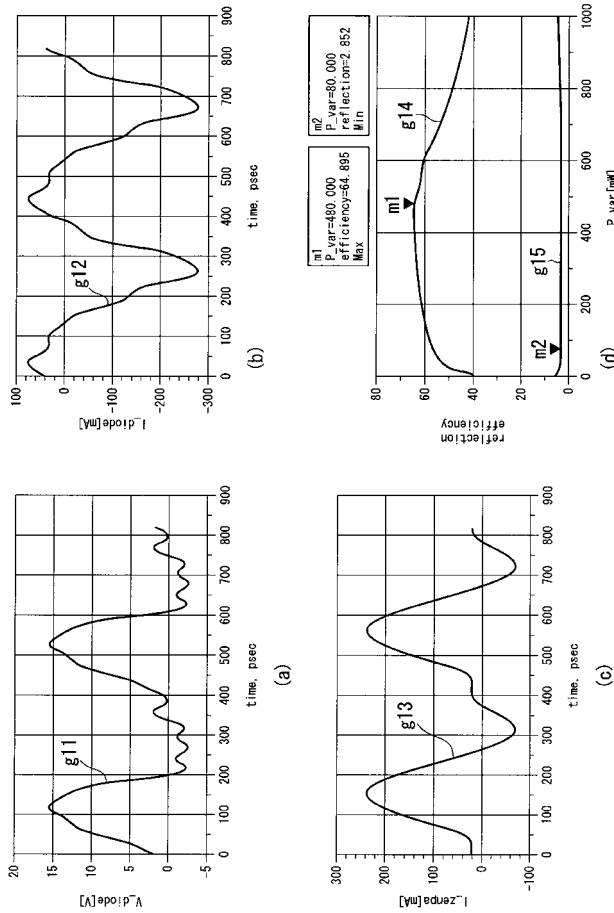 V_diode[V]
20
15
10
5
0
-5
g11
0 100 200 300 400 500 600 700 800 900
time, psec
(a)
I_diode[mA]
100
0
-100
-200
-300
g12
0 100 200 300 400 500 600 700 800 900
time, psec
(b)
I_zenpa[mA]
300
200
100
0
-100
g13
0 100 200 300 400 500 600 700 800 900
time, psec
(c)
m1
P_var=480.000
efficiency=64.895
Max
m2
P_var=80.000
reflection=2.852
Min
reflection
efficiency
80
60
40
20
0
m1
g14
m2
g15
0 200 400 600 800 1000
P_var[mW]
(d)